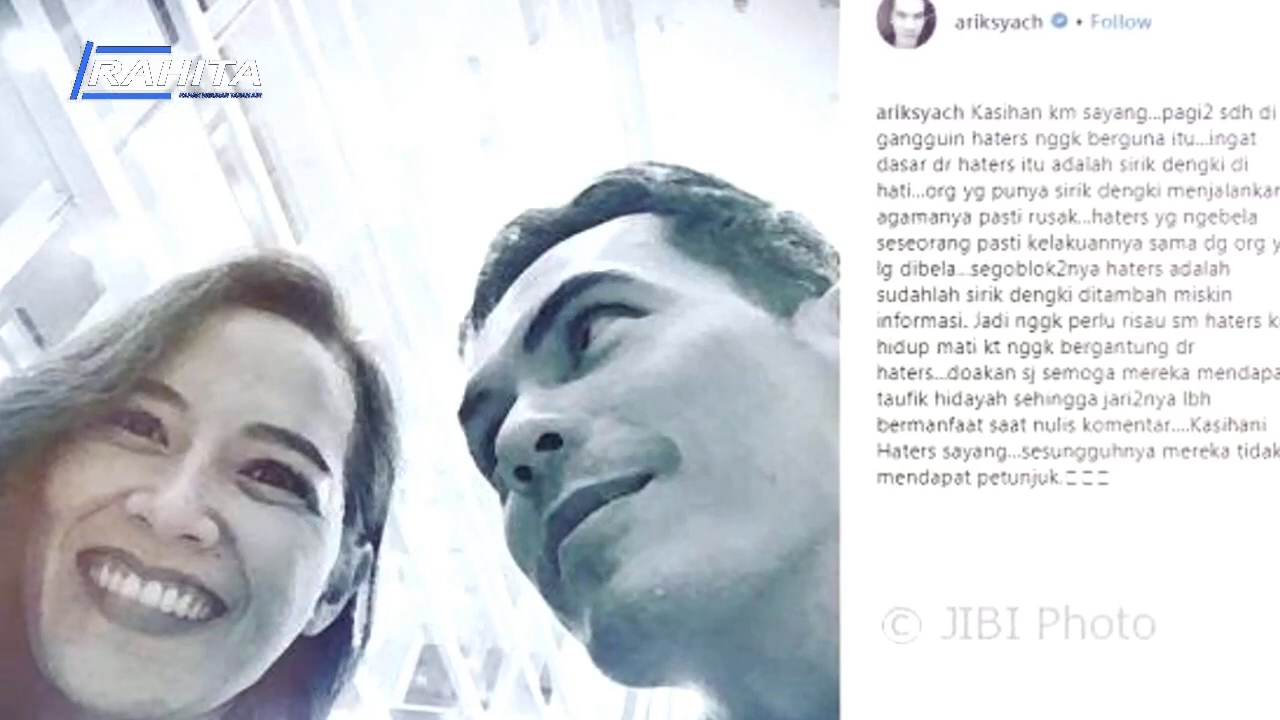 RAHITA
ariksyach • Follow
ariksyach Kasihan km sayang...pagi2 sdh di
gangguin haters nggk berguna itu...ingat
dasar dr haters itu adalah sirik dengki di
hati...org yg punya sirik dengki menjalankan
agamanya pasti rusak...haters yg ngebela
seseorang pasti kelakuannya sama dg org y
lg dibela...segoblok2nya haters adalah
sudahlah sirik dengki ditambah miskin
informasi. Jadi nggk perlu risau sm haters k
hidup mati kt nggk bergantung dr
haters...doakan sj semoga mereka mendapa
taufik hidayah sehingga jari2nya lbh
bermanfaat saat nulis komentar....Kasihani
Haters sayang...sesungguhnya mereka tidak
mendapat petunjuk.
© JIBI Photo